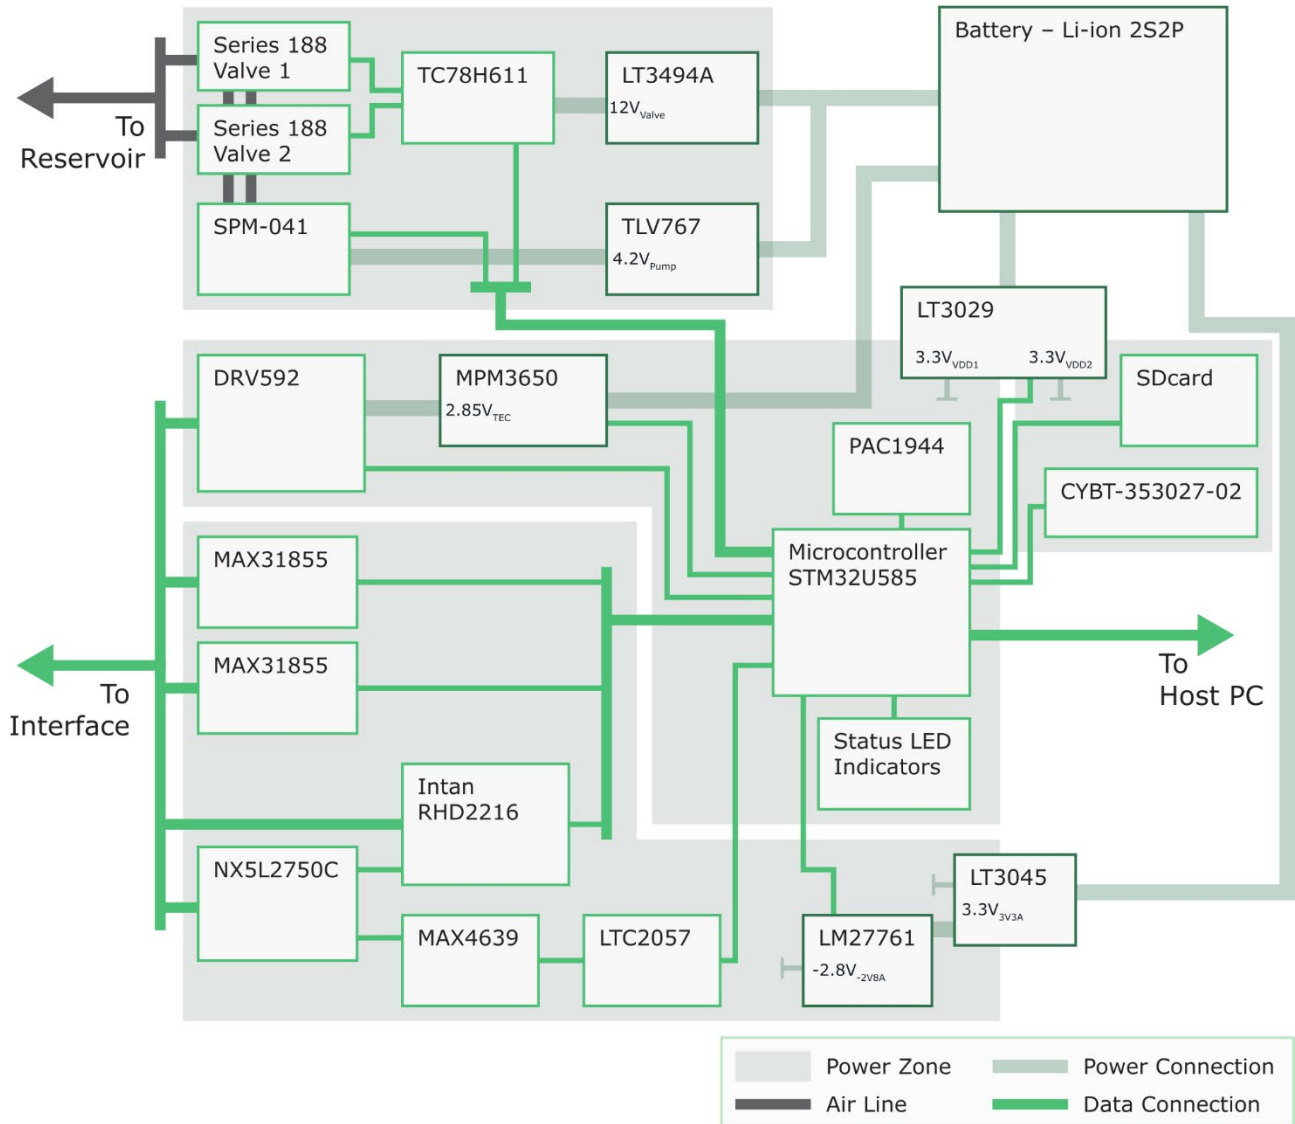 Battery – Li-ion 2S2P
Series 188
Valve 1
TC78H611
LT3494A
12V_Valve
To
Reservoir
Series 188
Valve 2
SPM-041
TLV767
4.2V_Pump
LT3029
3.3V_VDD1
3.3V_VDD2
DRV592
MPM3650
2.85V_TEC
SDcard
PAC1944
CYBT-353027-02
MAX31855
Microcontroller
STM32U585
MAX31855
To
Interface
To
Host PC
Status LED
Indicators
Intan
RHD2216
NX5L2750C
LT3045
3.3V_3V3A
MAX4639
LTC2057
LM27761
-2.8V_-2V8A
Power Zone
Power Connection
Air Line
Data Connection